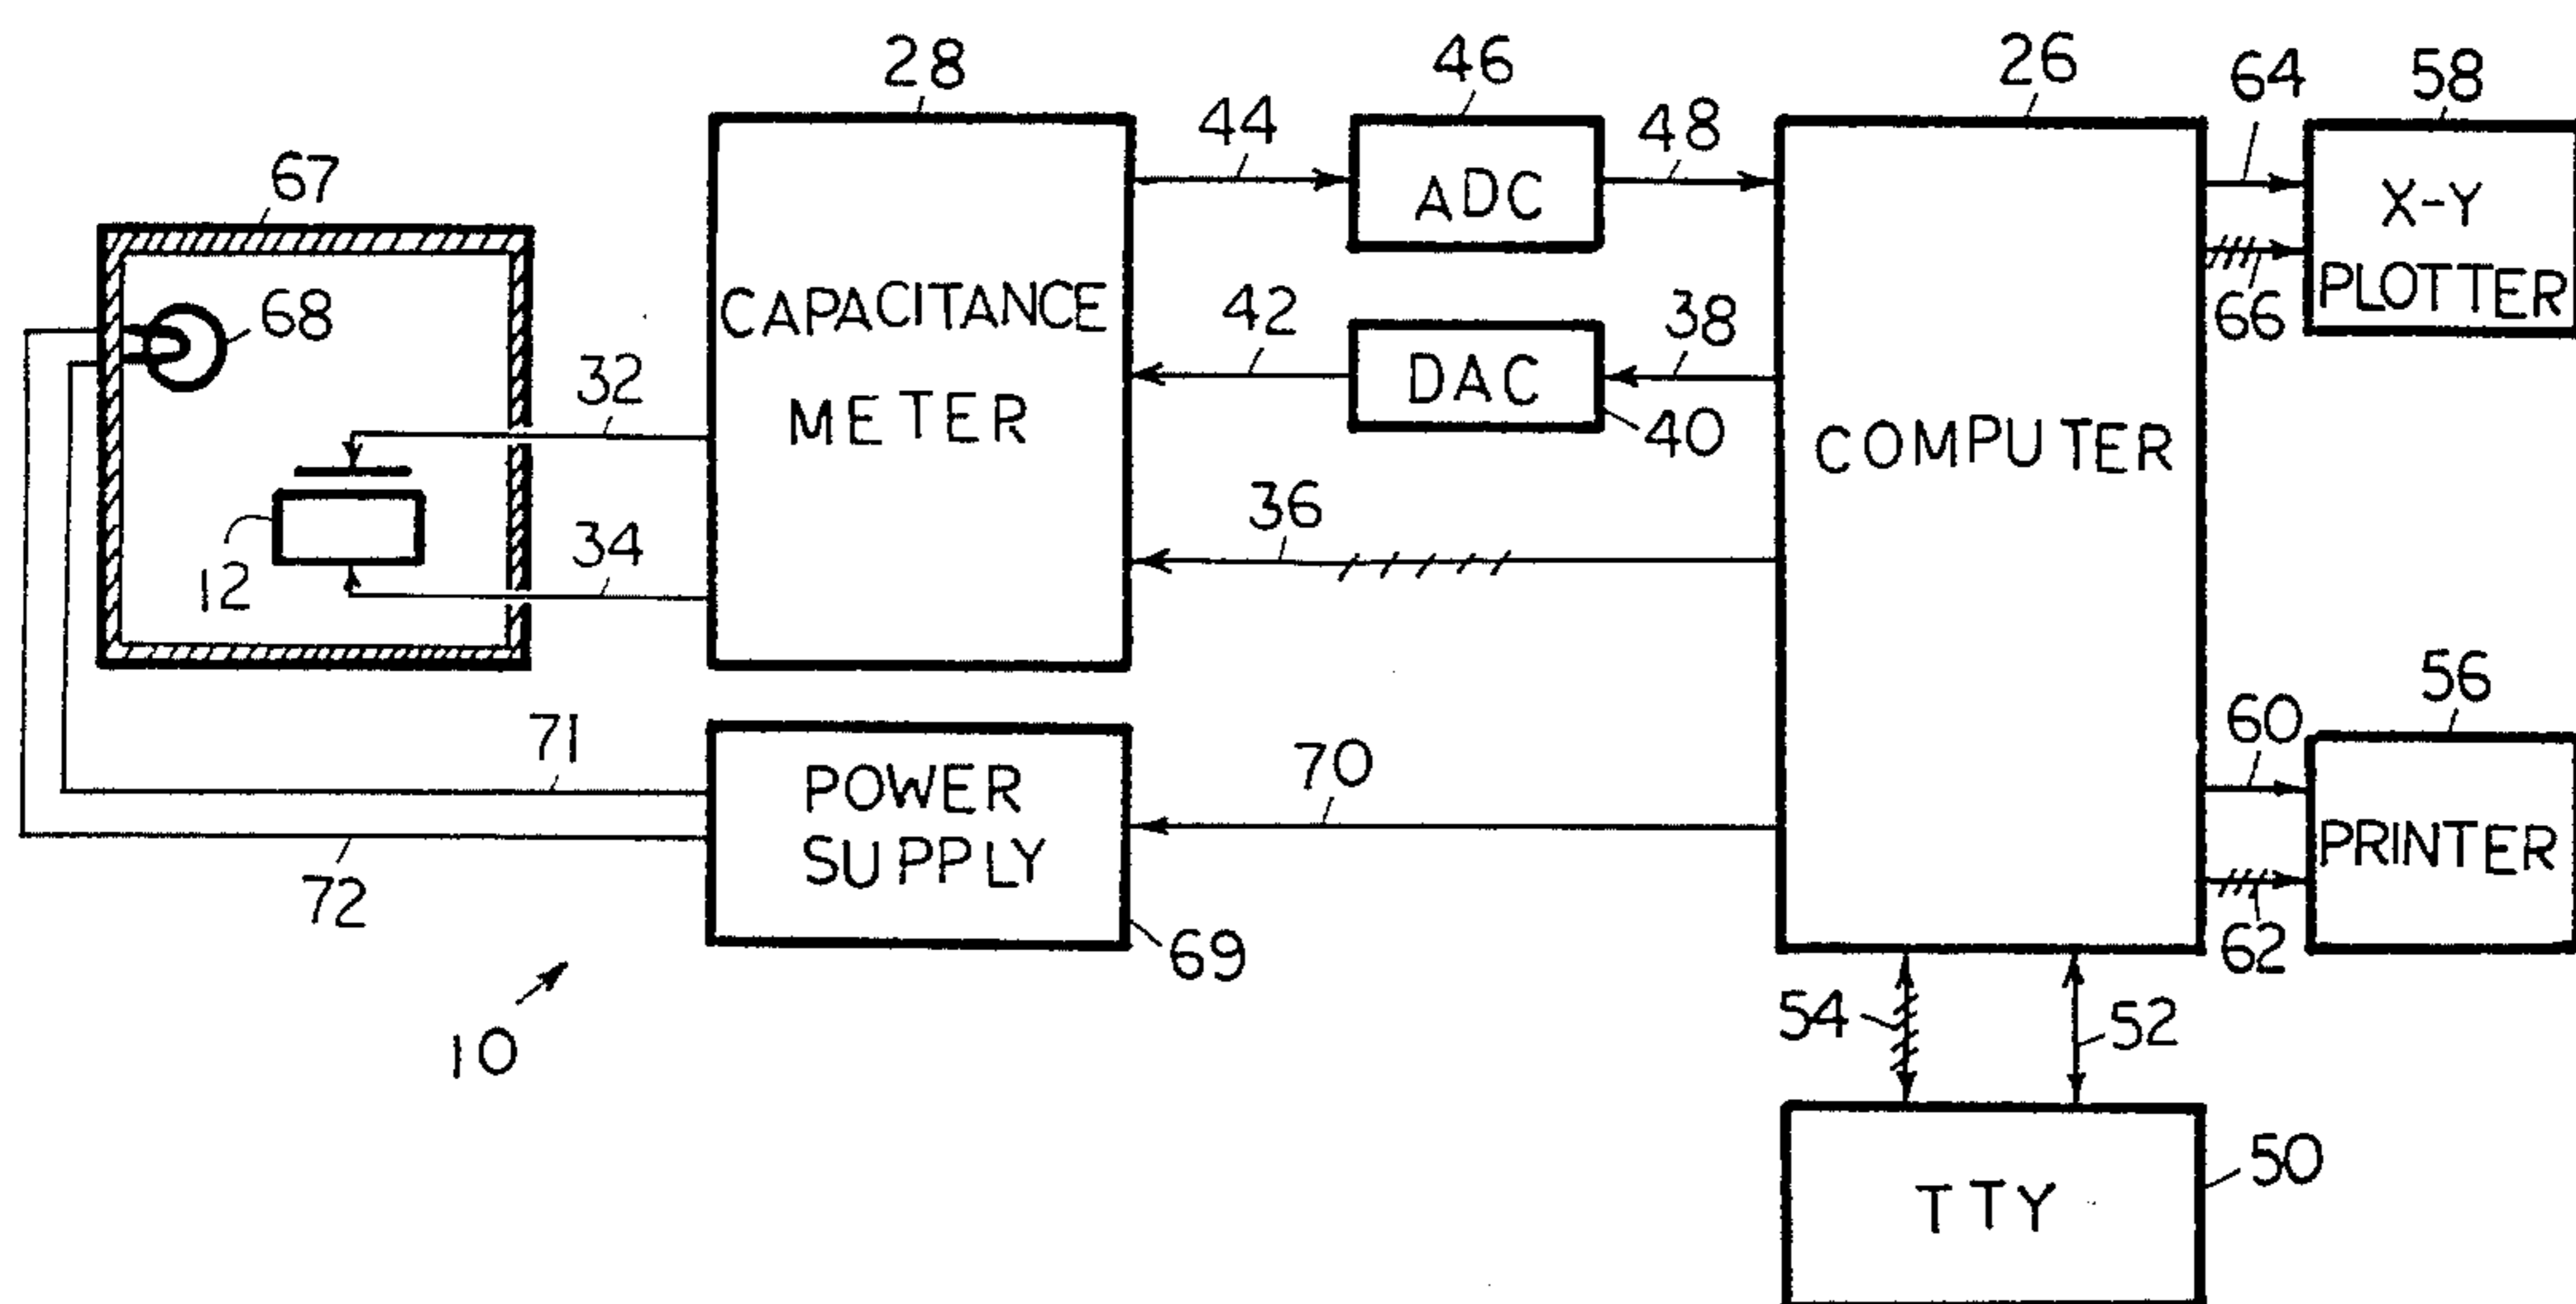 28
46
26
64
58
44
48
67
ADC
X-Y
PLOTTER
66
68
CAPACITANCE
METER
42
38
32
DAC
40
COMPUTER
36
34
12
56
71
POWER
SUPPLY
70
60
PRINTER
72
69
62
54
52
10
50
TTY